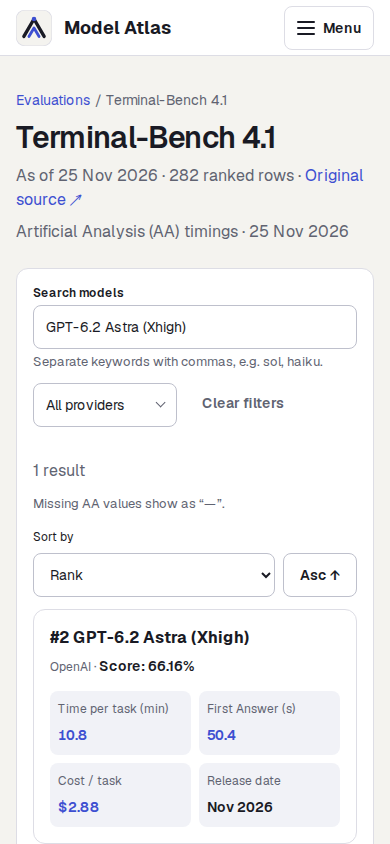 Model Atlas
Menu
Evaluations / Terminal-Bench 4.1
Terminal-Bench 4.1
As of 25 Nov 2026 · 282 ranked rows · Original
source ↗
Artificial Analysis (AA) timings · 25 Nov 2026
Search models
GPT-6.2 Astra (Xhigh)
Separate keywords with commas, e.g. sol, haiku.
All providers
Clear filters
1 result
Missing AA values show as “—”.
Sort by
Rank
Asc ↑
#2 GPT-6.2 Astra (Xhigh)
OpenAI · Score: 66.16%
Time per task (min)
10.8
First Answer (s)
50.4
Cost / task
$2.88
Release date
Nov 2026